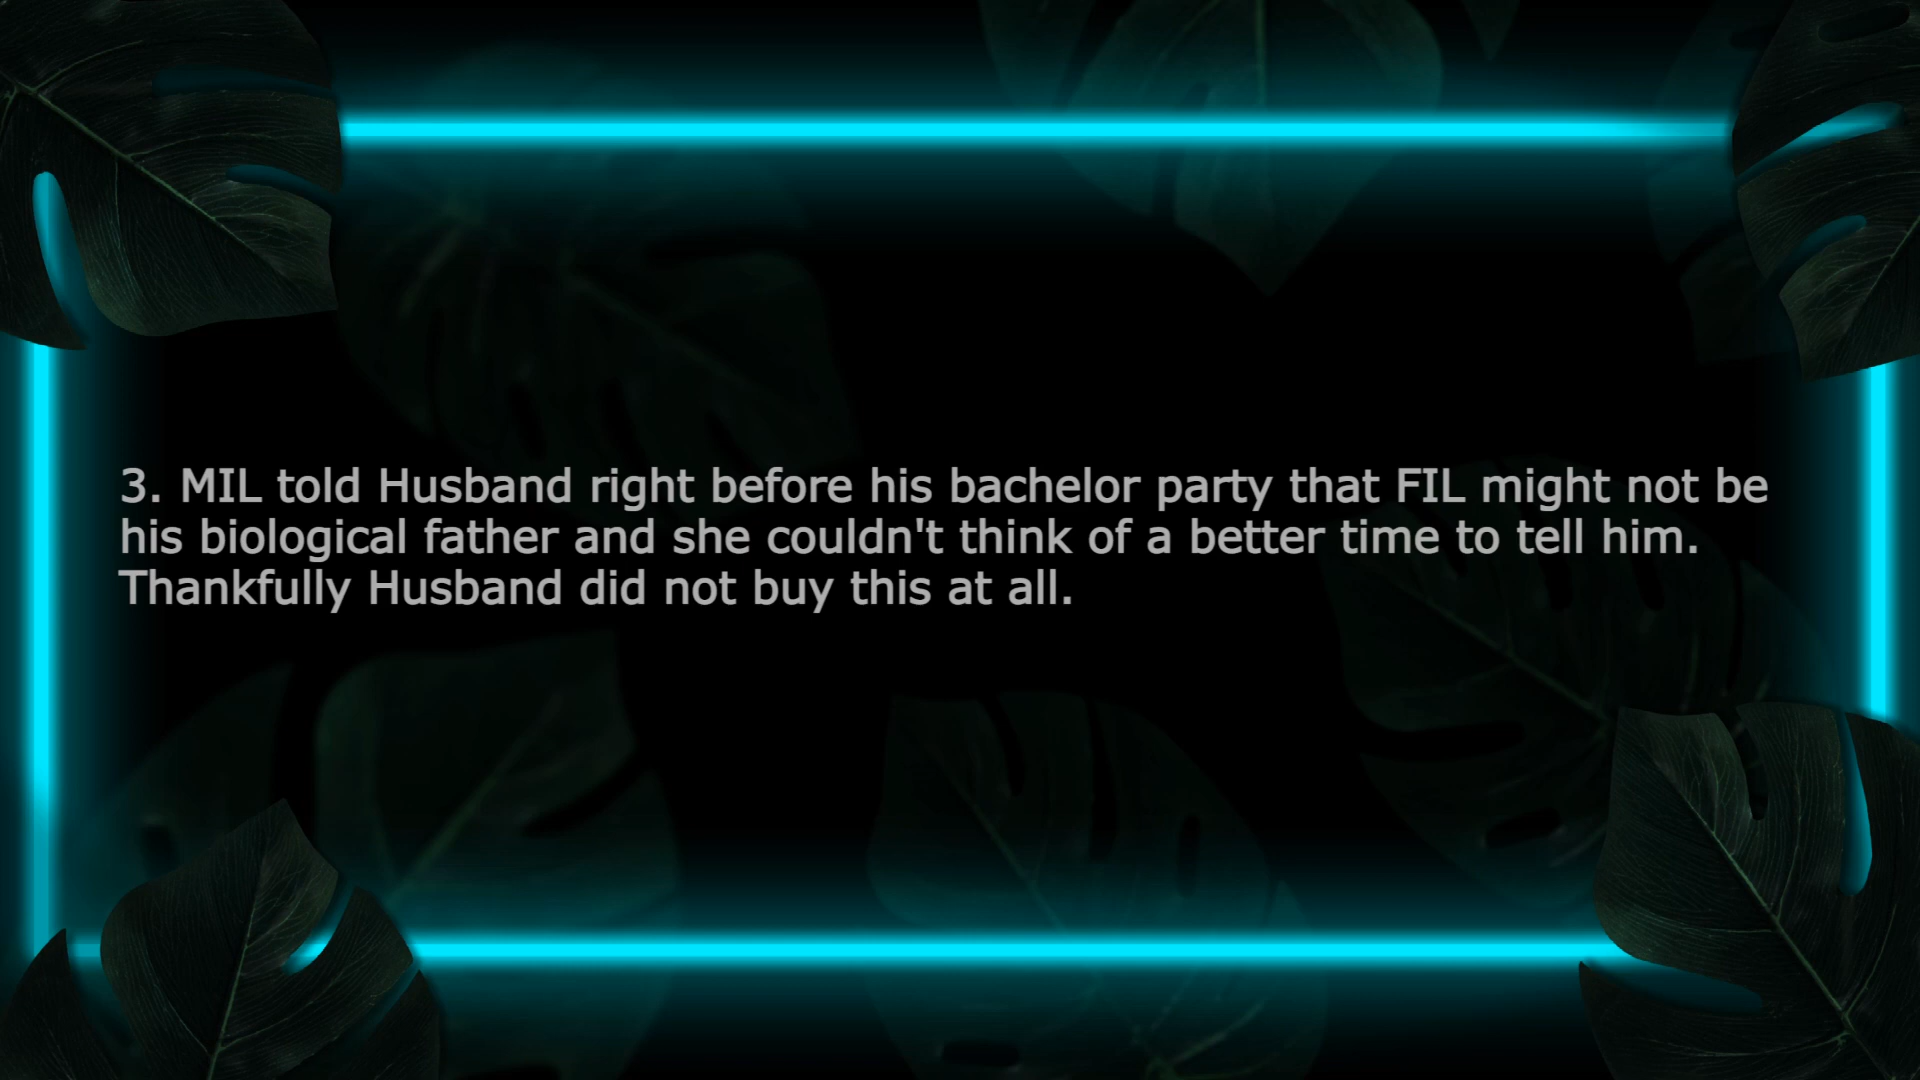 3. MIL told Husband right before his bachelor party that FIL might not be
his biological father and she couldn't think of a better time to tell him.
Thankfully Husband did not buy this at all.